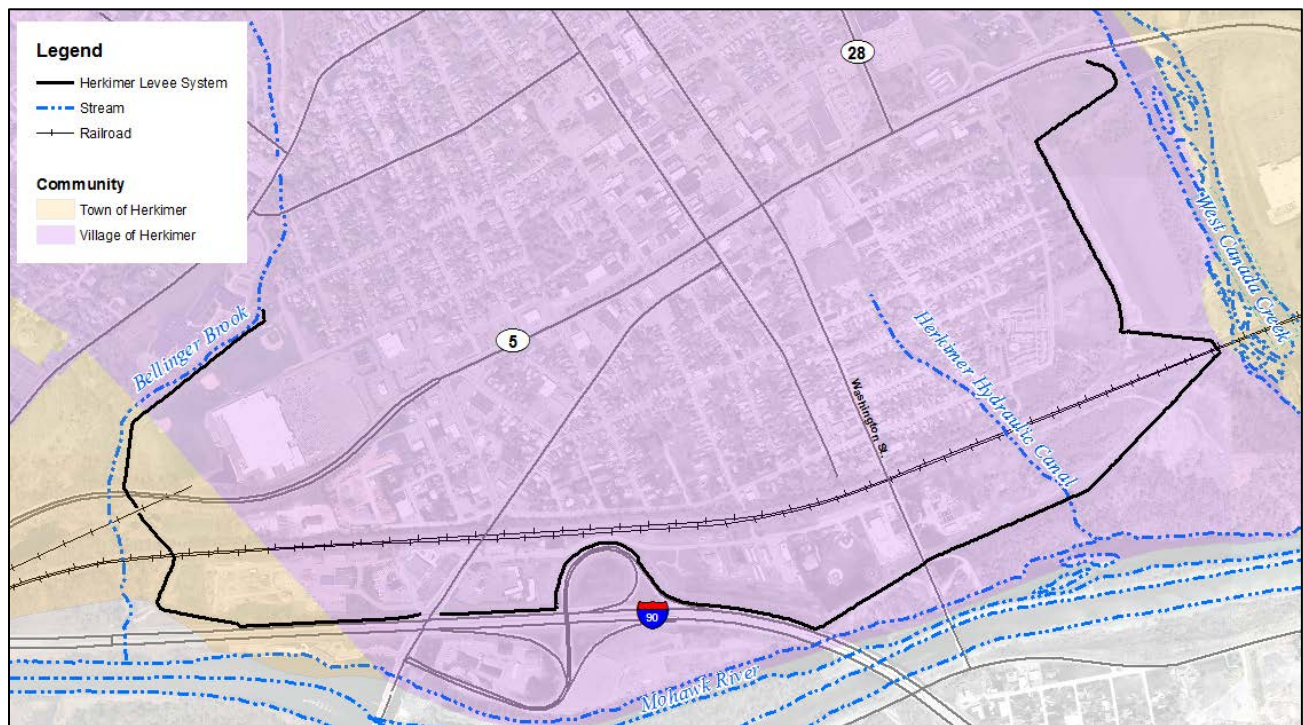 Legend
Herkimer Levee System
Stream
Railroad
Community
Town of Herkimer
Village of Herkimer
28
Bellinger Brook
5
West Canada Creek
Herkimer Hydraulic Canal
Washington St.
90
Mohawk River